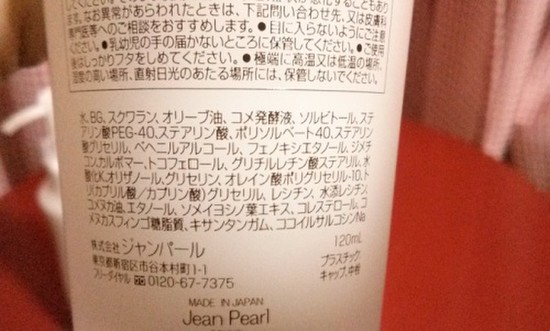 ます。なお異常があらわれたときは、下記問い合わせ先、又は皮膚科
専門医等へのご相談をおすすめします。●目に入らないようにご注意
ください。●乳幼児の手の届かないところに保管してください。●ご使用
後はしっかりフタをしめてください。●極端に高温又は低温の場所、
湿度の高い場所、直射日光のあたる場所には、保管しないでください。
水、BG、スクワラン、オリーブ油、コメ発酵液、ソルビトール、ステ
アリン酸PEG-40、ステアリン酸、ポリソルベート40、ステアリン
酸グリセリル、ベヘニルアルコール、フェノキシエタノール、ジメチ
コン、カルボマー、トコフェロール、グリチルレチン酸ステアリル、水
酸化K、オリザノール、グリセリン、オレイン酸ポリグリセリル-10、ト
リ(カプリル酸/カプリン酸)グリセリル、レシチン、水添レシチン、
コメヌカ油、エタノール、ソメイヨシノ葉エキス、コレステロール、コ
メヌカスフィンゴ糖脂質、キサンタンガム、ココイルサルコシンNa
株式会社ジャンパール
東京都新宿区市谷本村町1-1
フリーダイヤル 0120-67-7375
120mL
プラスチック:
キャップ、中栓
MADE IN JAPAN
Jean Pearl